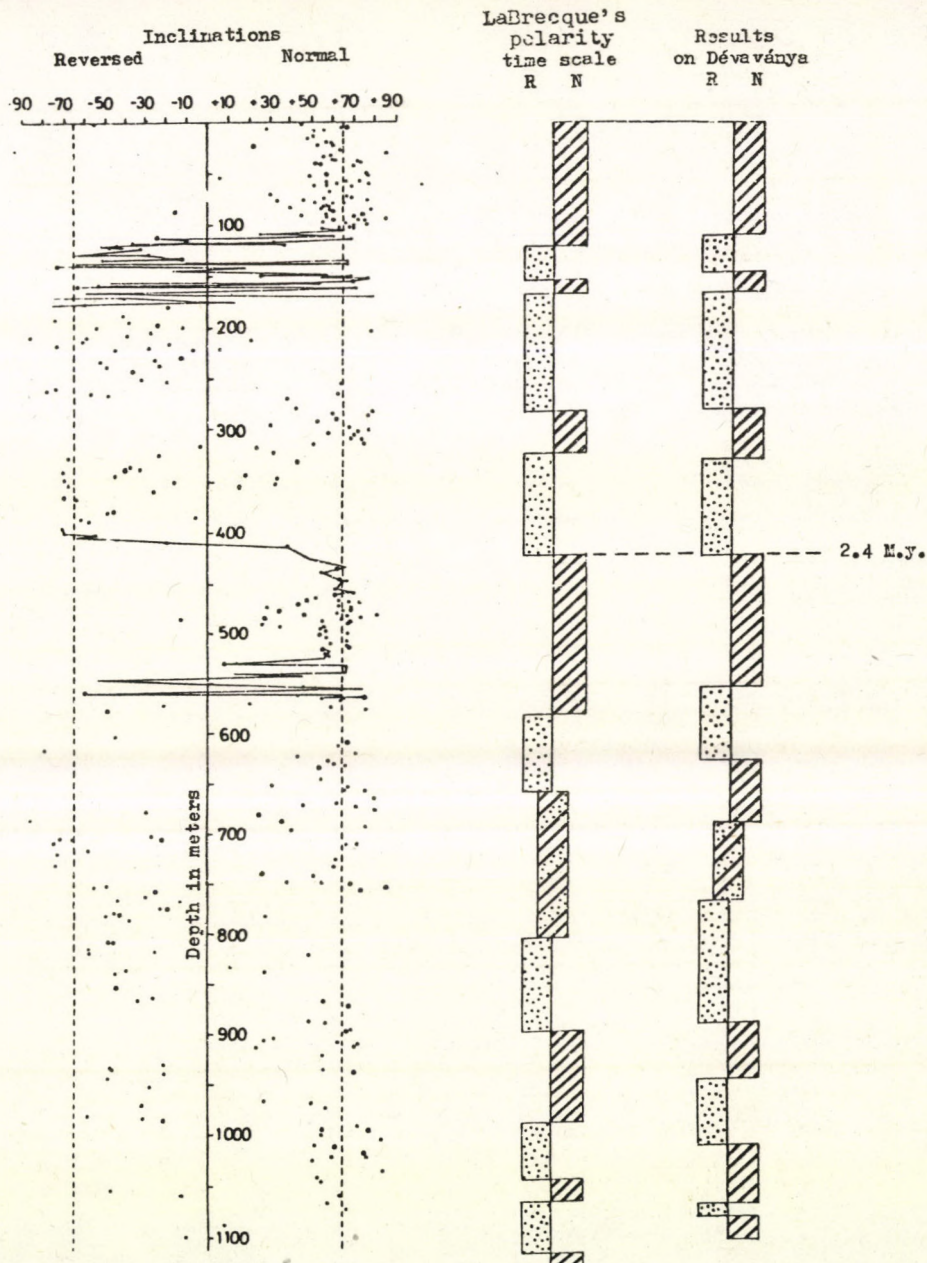 Inclinations
Reversed Normal
-90 -70 -50 -30 -10 +10 +30 +50 +70 +90
LaBrecque's
polarity
time scale
R N
Results
on Dévaványa
R N
100
200
300
400
2.4 M.y.
500
600
700
800
900
1000
1100
Depth in meters